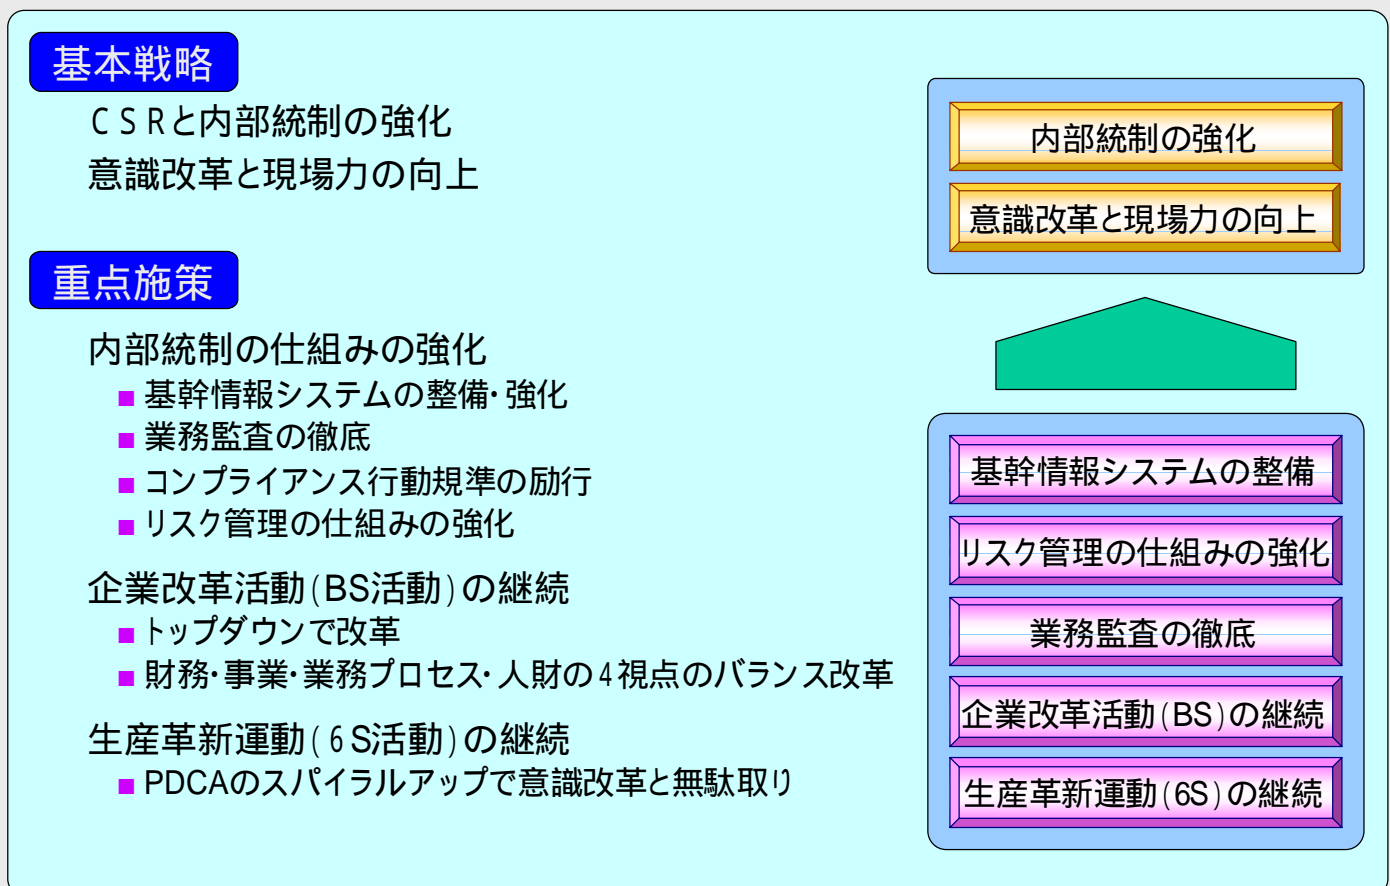 基本戦略
CSRと内部統制の強化
意識改革と現場力の向上
重点施策
内部統制の仕組みの強化
■ 基幹情報システムの整備・強化
■ 業務監査の徹底
■ コンプライアンス行動規準の励行
■ リスク管理の仕組みの強化
企業改革活動(BS活動)の継続
■ トップダウンで改革
■ 財務・事業・業務プロセス・人財の4視点のバランス改革
生産革新運動(6S活動)の継続
■ PDCAのスパイラルアップで意識改革と無駄取り
内部統制の強化
意識改革と現場力の向上
基幹情報システムの整備
リスク管理の仕組みの強化
業務監査の徹底
企業改革活動(BS)の継続
生産革新運動(6S)の継続